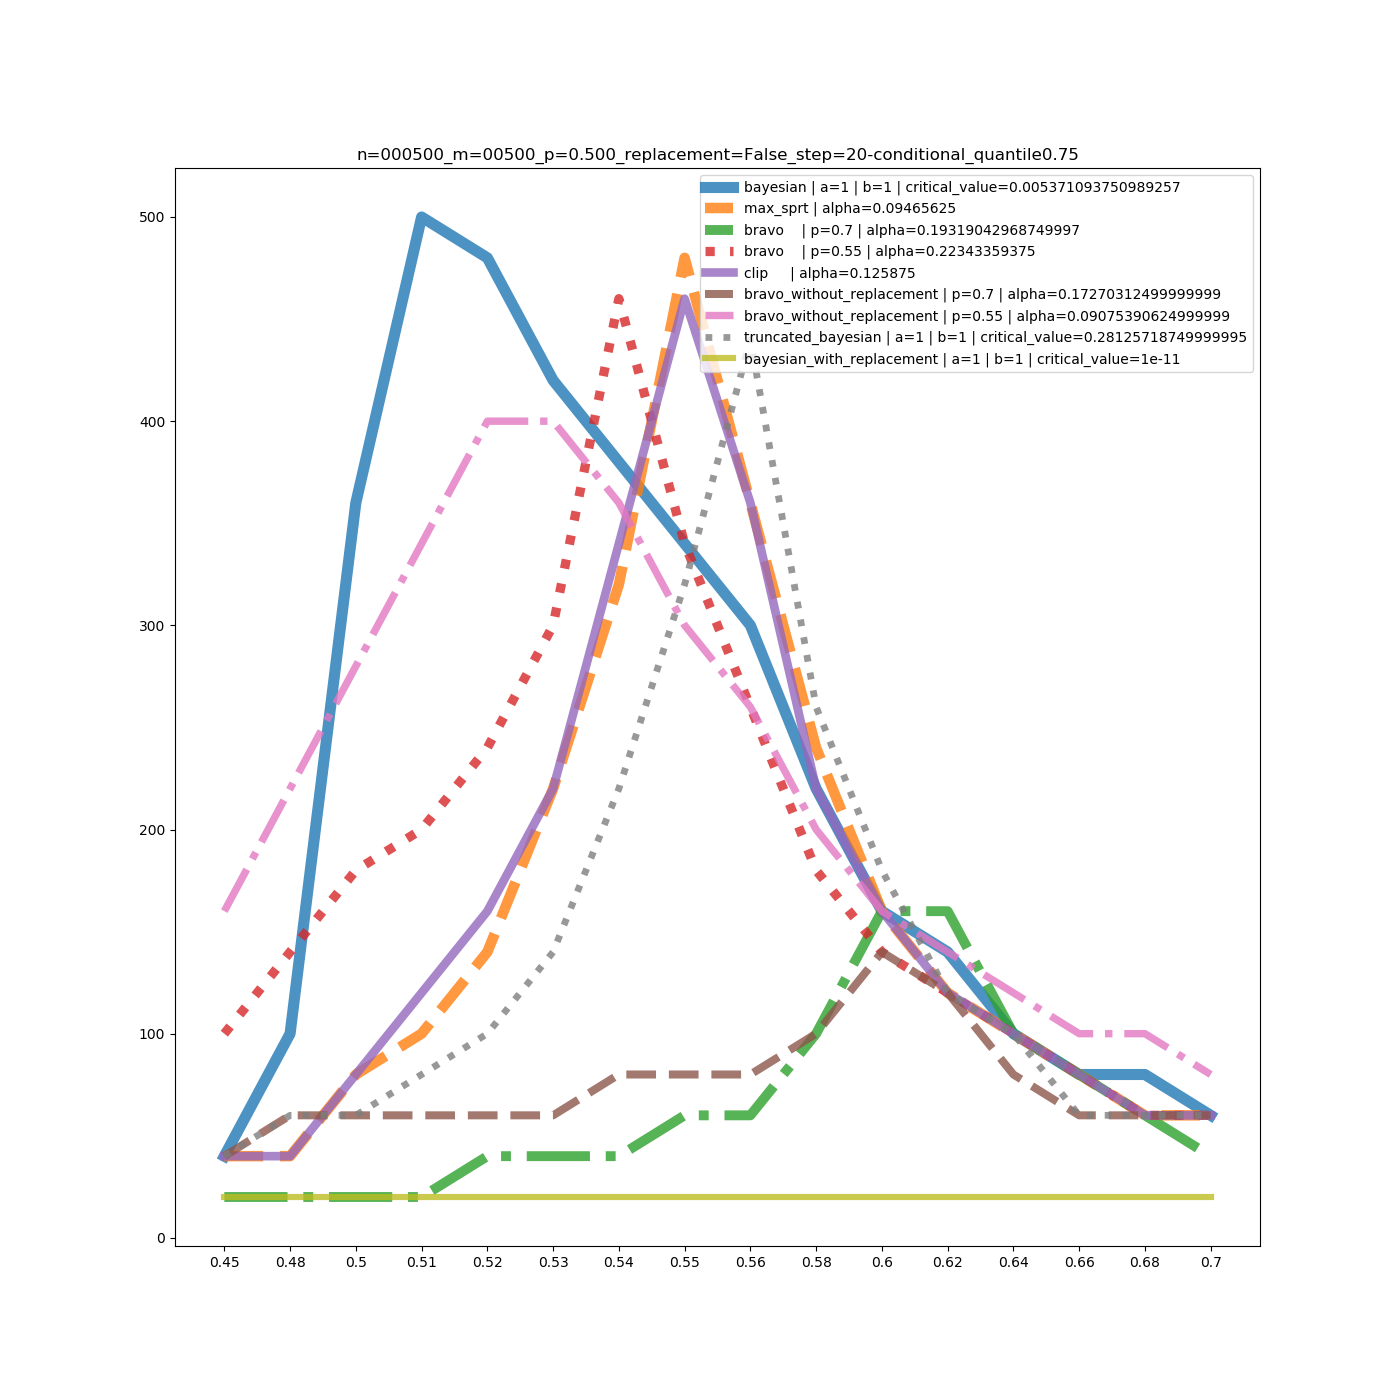 n=000500_m=00500_p=0.500_replacement=False_step=20-conditional_quantile0.75
bayesian | a=1 | b=1 | critical_value=0.005371093750989257
max_sprt | alpha=0.09465625
bravo    | p=0.7 | alpha=0.19319042968749997
bravo    | p=0.55 | alpha=0.22343359375
clip     | alpha=0.125875
bravo_without_replacement | p=0.7 | alpha=0.17270312499999999
bravo_without_replacement | p=0.55 | alpha=0.09075390624999999
truncated_bayesian | a=1 | b=1 | critical_value=0.28125718749999995
bayesian_with_replacement | a=1 | b=1 | critical_value=1e-11
500
400
300
200
100
0
0.45 0.48 0.5 0.51 0.52 0.53 0.54 0.55 0.56 0.58 0.6 0.62 0.64 0.66 0.68 0.7